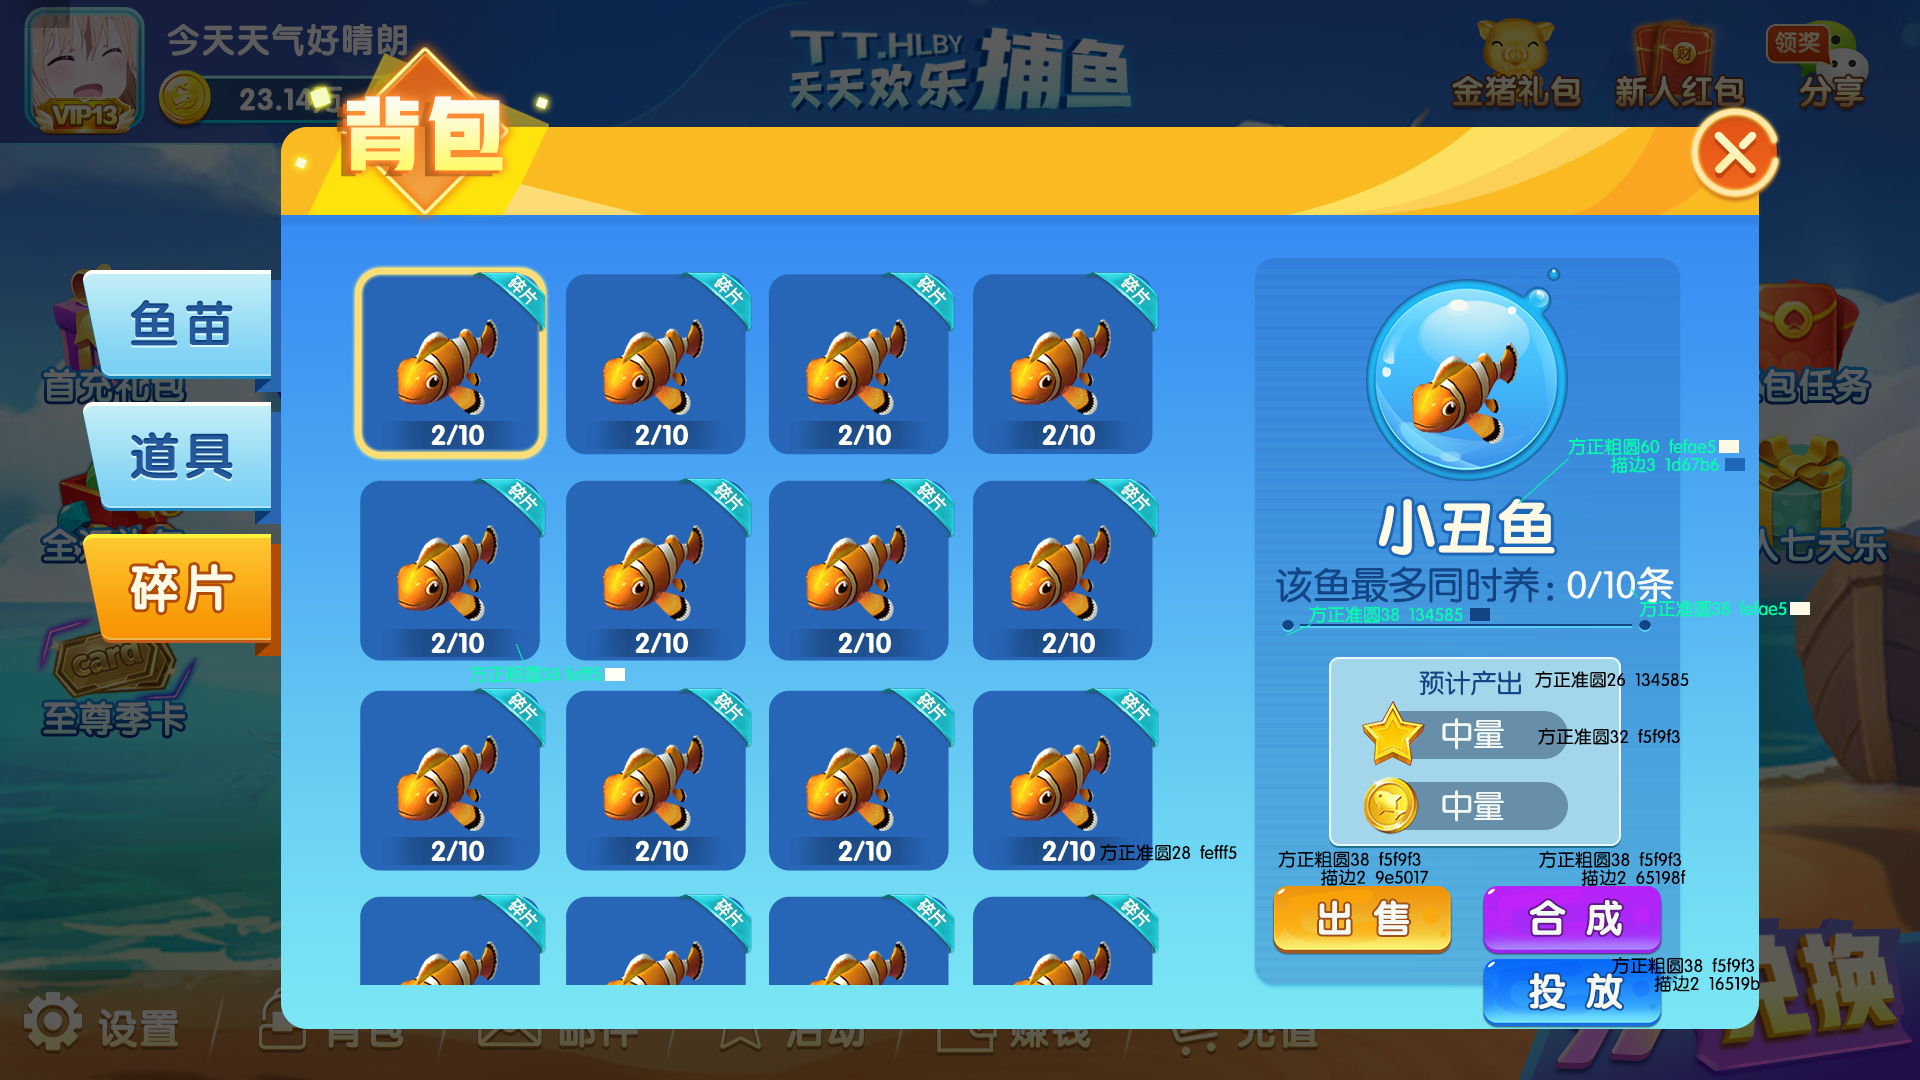 今天天气好晴朗
VIP13
23.14
TT.HLBY
天天欢乐捕鱼
金猪礼包
新人红包
领奖
分享
背包
鱼苗
道具
碎片
首充礼包
card
至尊季卡
包任务
人七天乐
碎片
碎片
碎片
碎片
2/10
2/10
2/10
2/10
碎片
碎片
碎片
碎片
2/10
2/10
2/10
2/10
方正粗圆38 fefff5
碎片
碎片
碎片
碎片
2/10
2/10
2/10
2/10
方正准圆28 fefff5
碎片
碎片
碎片
碎片
方正粗圆60 fefae5
描边3 1d67b6
小丑鱼
该鱼最多同时养:0/10条
方正准圆38 134585
方正准圆38 fefae5
预计产出
方正准圆26 134585
中量
方正准圆32 f5f9f3
中量
方正粗圆38 f5f9f3
描边2 9e5017
方正粗圆38 f5f9f3
描边2 65198f
出售
合成
方正粗圆38 f5f9f3
描边2 16519b
投放
设置
背包
邮件
活动
赚钱
充值
兑换